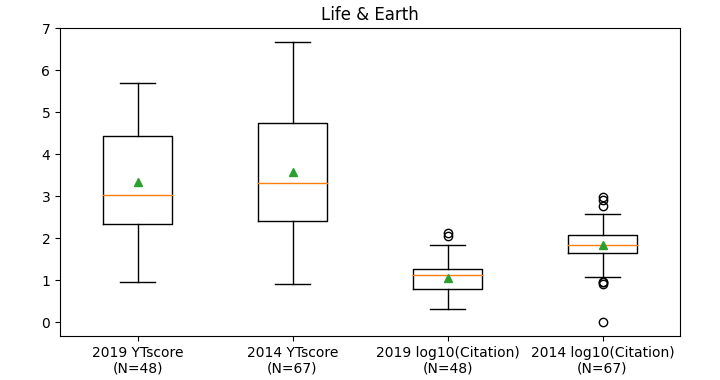 Life & Earth
7
6
5
4
3
2
1
0
2019 YTscore
(N=48)
2014 YTscore
(N=67)
2019 log10(Citation)
(N=48)
2014 log10(Citation)
(N=67)